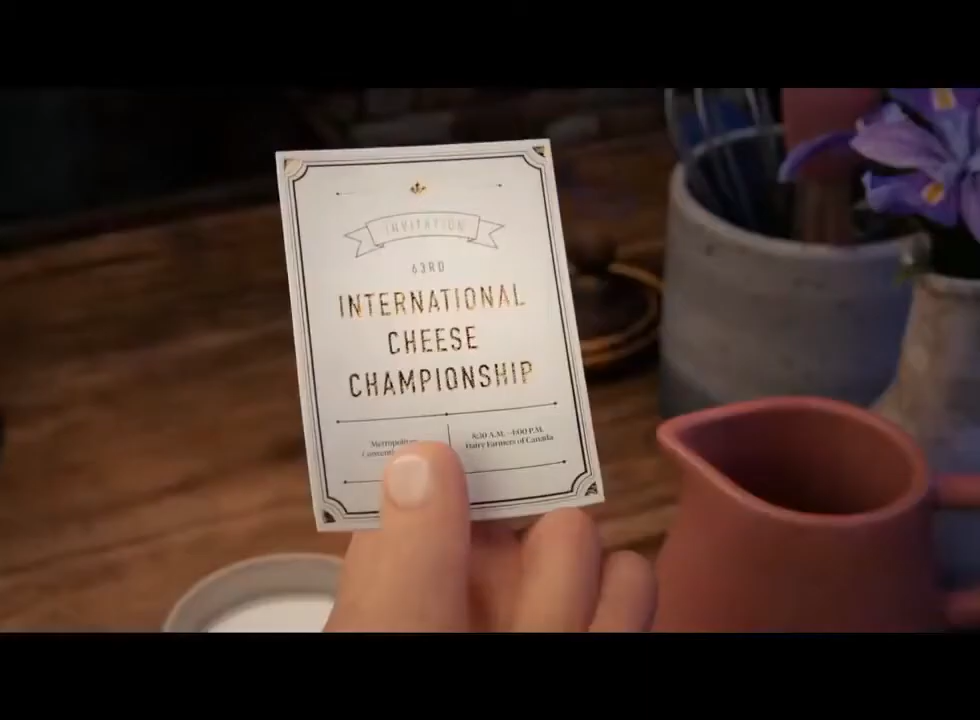 INVITATION
63RD
INTERNATIONAL
CHEESE
CHAMPIONSHIP
Metropolitan
8:30 A.M. - 4:00 P.M.
Dairy Farmers of Canada